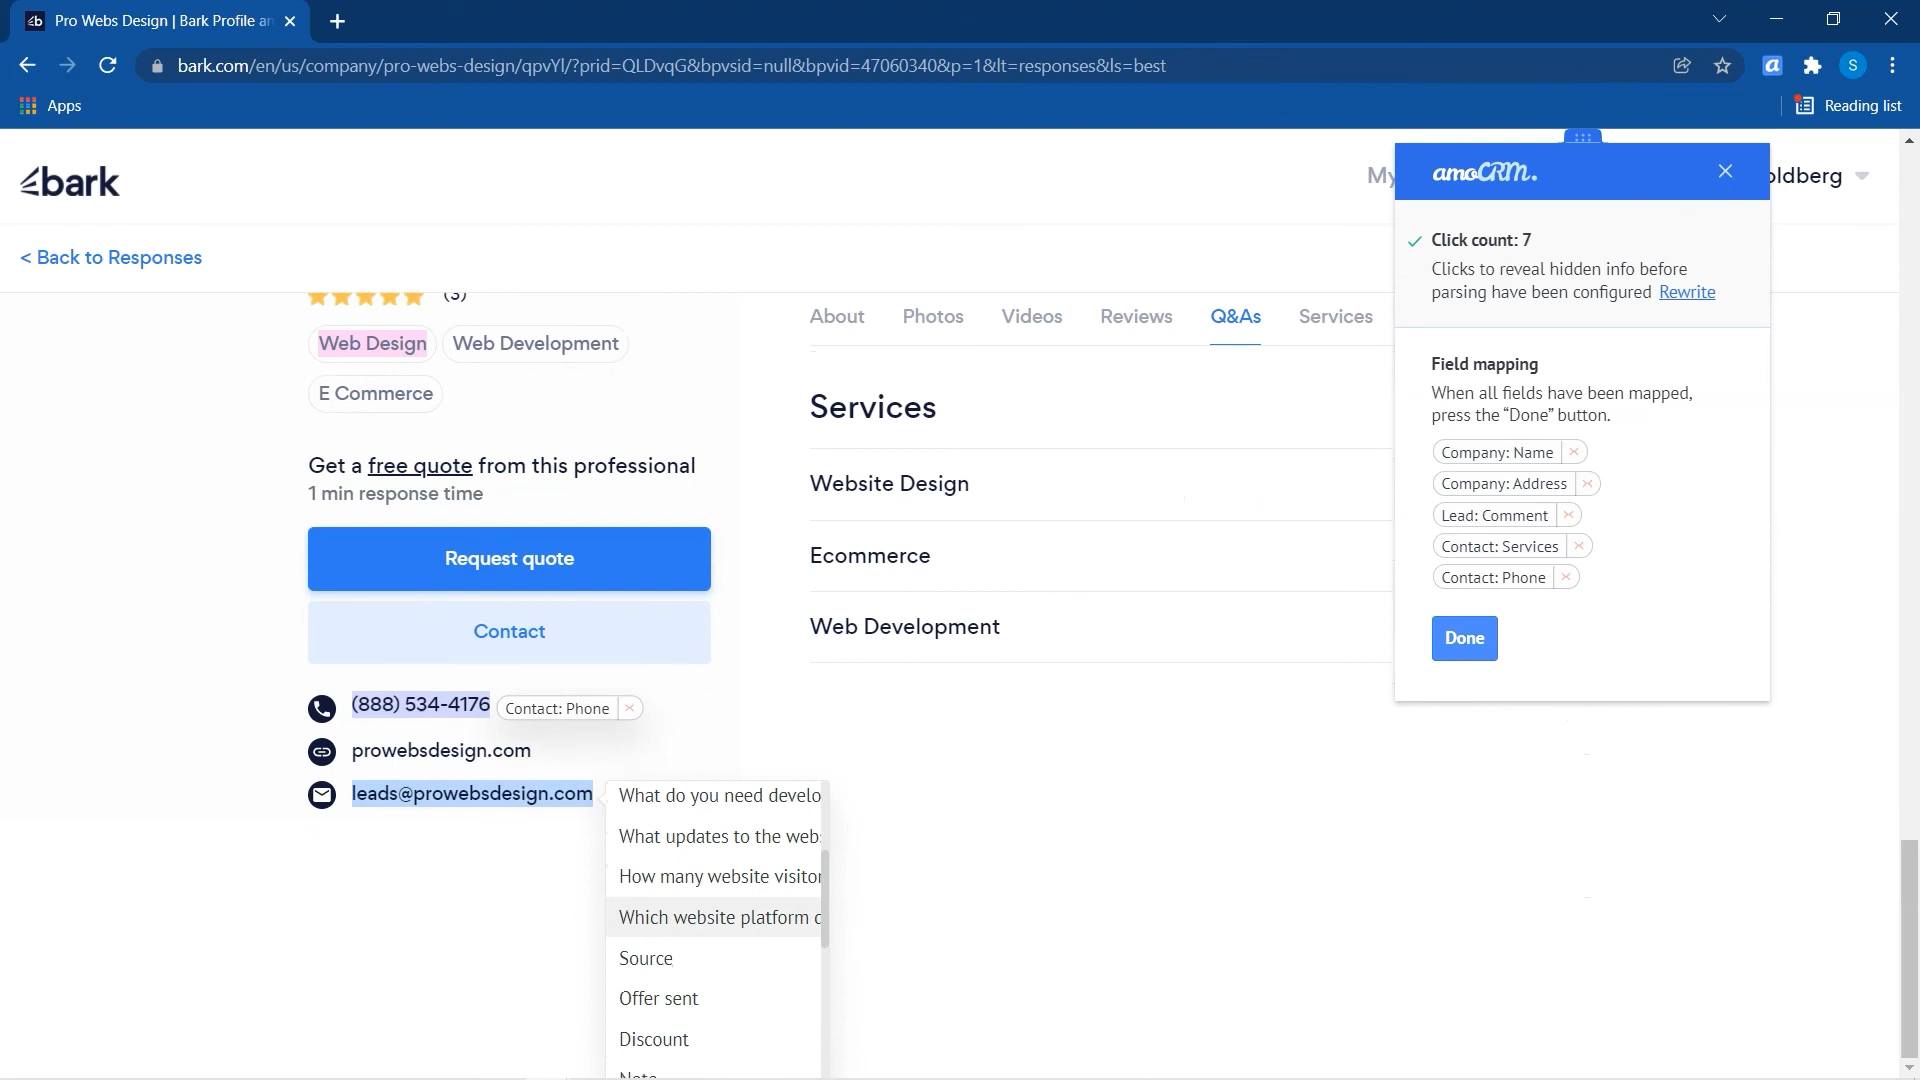 Pro Webs Design | Bark Profile an
bark.com/en/us/company/pro-webs-design/qpvYl/?prid=QLDvqG&bpvsid=null&bpvid=47060340&p=1&lt=responses&ls=best
a
S
Apps
Reading list
bark
My
oldberg
amoCRM.
< Back to Responses
Click count: 7
Clicks to reveal hidden info before
parsing have been configured Rewrite
(3)
Web Design
Web Development
E Commerce
About
Photos
Videos
Reviews
Q&As
Services
Field mapping
When all fields have been mapped,
press the “Done” button.
Company: Name
Company: Address
Lead: Comment
Contact: Services
Contact: Phone
Done
Get a free quote from this professional
1 min response time
Request quote
Contact
Services
Website Design
Ecommerce
Web Development
(888) 534-4176
Contact: Phone
prowebsdesign.com
leads@prowebsdesign.com
What do you need develo
What updates to the web
How many website visitor
Which website platform
Source
Offer sent
Discount